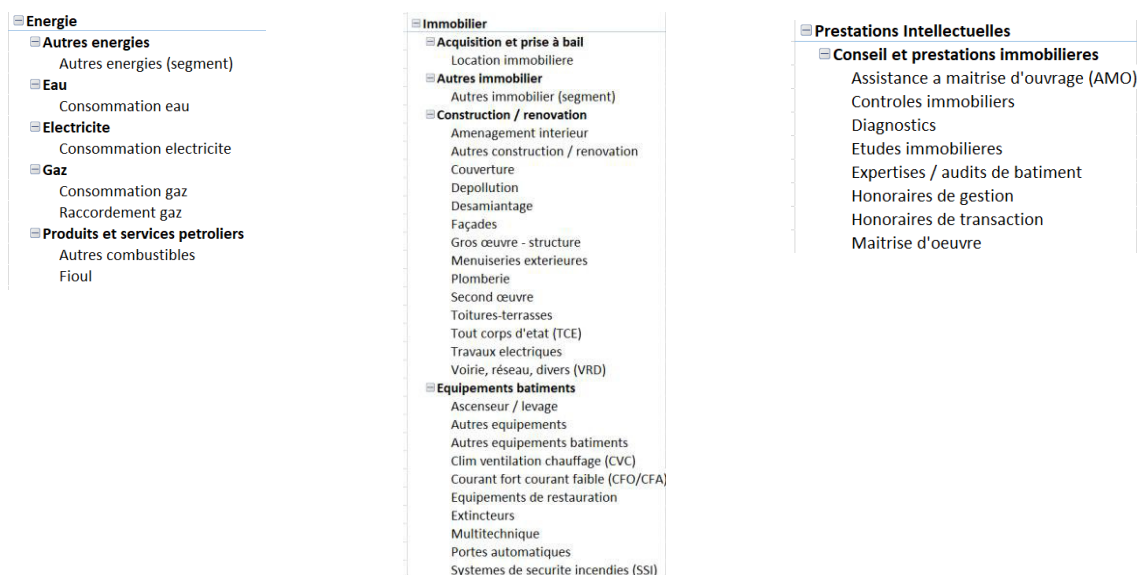 Energie
Autres energies
Autres energies (segment)
Eau
Consommation eau
Electricite
Consommation electricite
Gaz
Consommation gaz
Raccordement gaz
Produits et services petroliers
Autres combustibles
Fioul
Immobilier
Acquisition et prise à bail
Location immobiliere
Autres immobilier
Autres immobilier (segment)
Construction / renovation
Amenagement interieur
Autres construction / renovation
Couverture
Depollution
Desamiantage
Façades
Gros œuvre - structure
Menuiseries exterieures
Plomberie
Second œuvre
Toitures-terrasses
Tout corps d'etat (TCE)
Travaux electriques
Voirie, réseau, divers (VRD)
Equipements batiments
Ascenseur / levage
Autres equipements
Autres equipements batiments
Clim ventilation chauffage (CVC)
Courant fort courant faible (CFO/CFA)
Equipements de restauration
Extincteurs
Multitechnique
Portes automatiques
Systemes de securite incendies (SSI)
Prestations Intellectuelles
Conseil et prestations immobilieres
Assistance a maitrise d'ouvrage (AMO)
Controles immobiliers
Diagnostics
Etudes immobilieres
Expertises / audits de batiment
Honoraires de gestion
Honoraires de transaction
Maitrise d'oeuvre